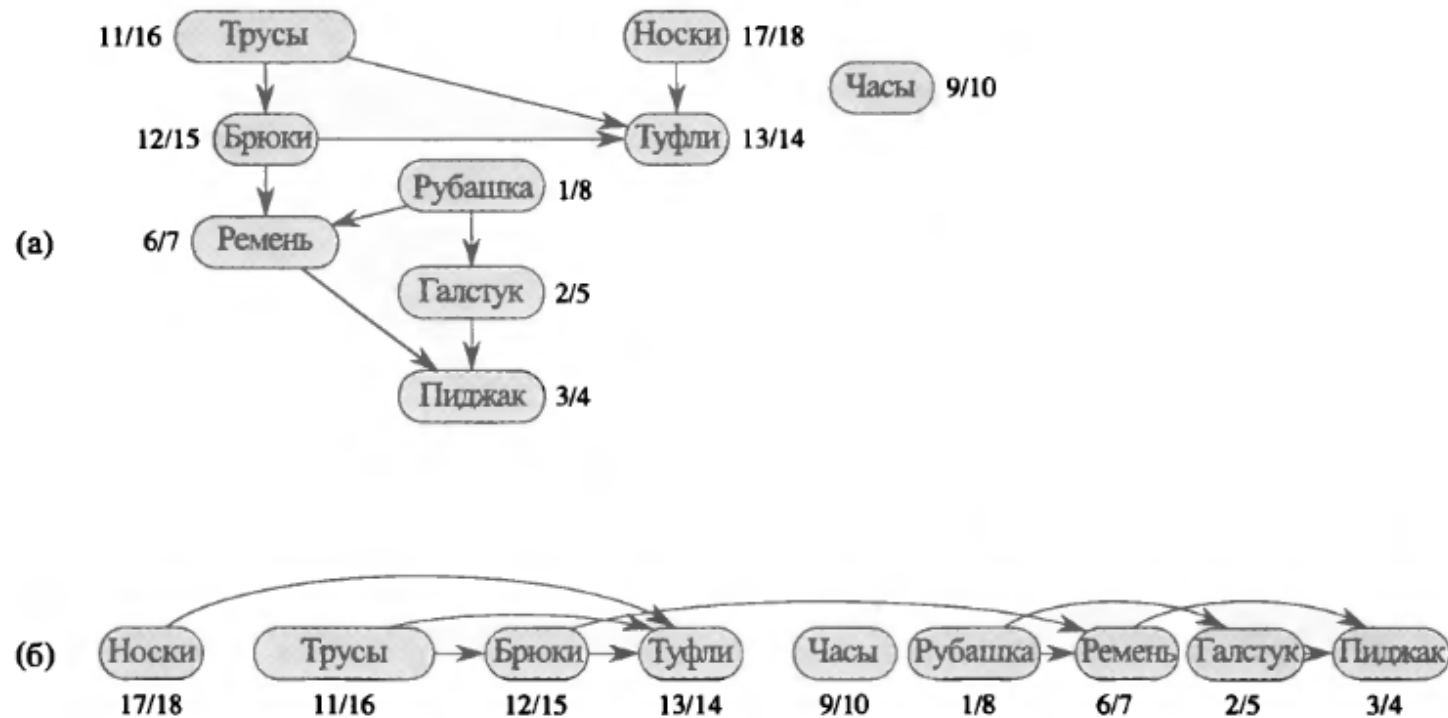 11/16 Трусы Носки 17/18
Часы 9/10
12/15 Брюки Туфли 13/14
Рубашка 1/8
(а) 6/7 Ремень
Галстук 2/5
Пиджак 3/4
(б) Носки Трусы Брюки Туфли Часы Рубашка Ремень Галстук Пиджак
17/18 11/16 12/15 13/14 9/10 1/8 6/7 2/5 3/4